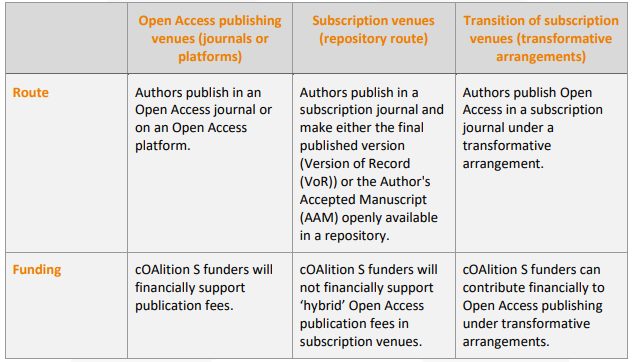 Open Access publishing
venues (journals or
platforms)
Subscription venues
(repository route)
Transition of subscription
venues (transformative
arrangements)
Route
Authors publish in an
Open Access journal or
on an Open Access
platform.
Authors publish in a
subscription journal and
make either the final
published version
(Version of Record
(VoR)) or the Author's
Accepted Manuscript
(AAM) openly available
in a repository.
Authors publish Open
Access in a subscription
journal under a
transformative
arrangement.
Funding
cOAlition S funders will
financially support
publication fees.
cOAlition S funders will
not financially support
‘hybrid’ Open Access
publication fees in
subscription venues.
cOAlition S funders can
contribute financially to
Open Access publishing
under transformative
arrangements.